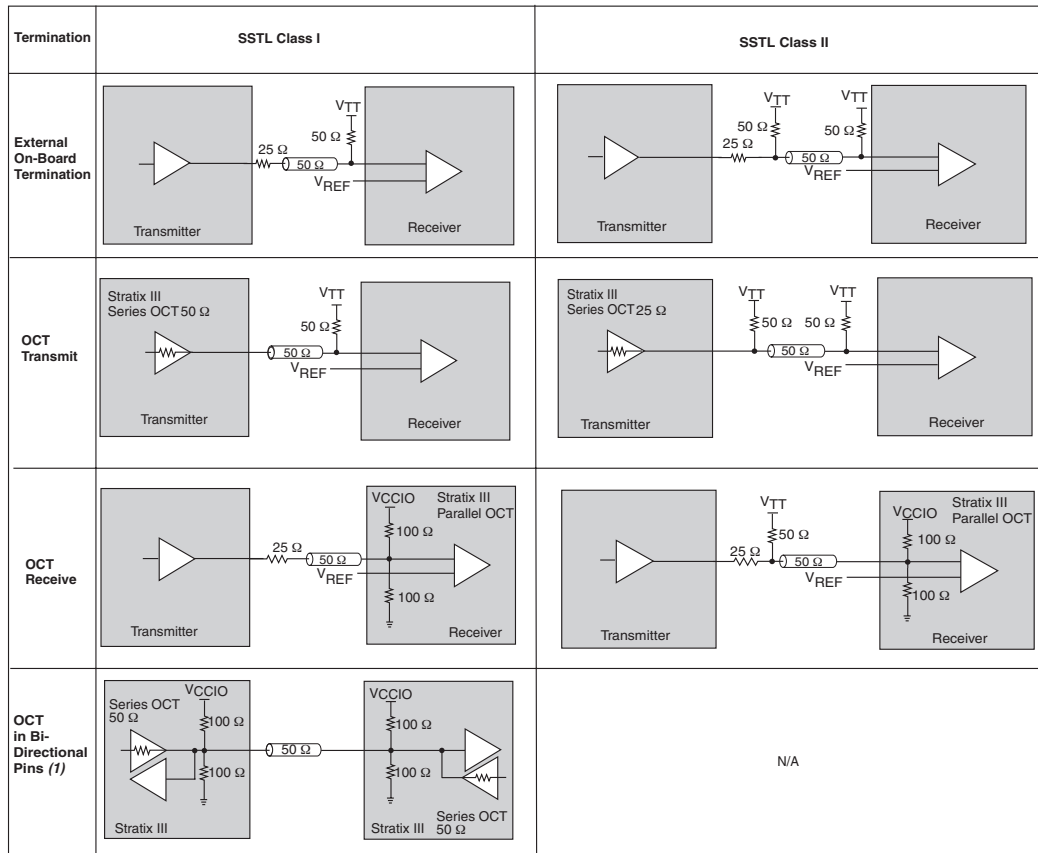 Termination
SSTL Class I
SSTL Class II
External
On-Board
Termination
VTT
50 Ω
25 Ω
50 Ω
VREF
Transmitter
Receiver
VTT
VTT
50 Ω
50 Ω
25 Ω
50 Ω
VREF
Transmitter
Receiver
OCT
Transmit
Stratix III
Series OCT 50 Ω
VTT
50 Ω
50 Ω
VREF
Transmitter
Receiver
Stratix III
Series OCT 25 Ω
VTT
VTT
50 Ω
50 Ω
50 Ω
VREF
Transmitter
Receiver
OCT
Receive
VCCIO
Stratix III
Parallel OCT
100 Ω
25 Ω
50 Ω
VREF
100 Ω
Transmitter
Receiver
VTT
50 Ω
VCCIO
Stratix III
Parallel OCT
100 Ω
25 Ω
50 Ω
VREF
100 Ω
Transmitter
Receiver
OCT
in Bi-
Directional
Pins (1)
Series OCT
50 Ω
VCCIO
100 Ω
100 Ω
Stratix III
50 Ω
VCCIO
100 Ω
100 Ω
Stratix III
Series OCT
50 Ω
N/A